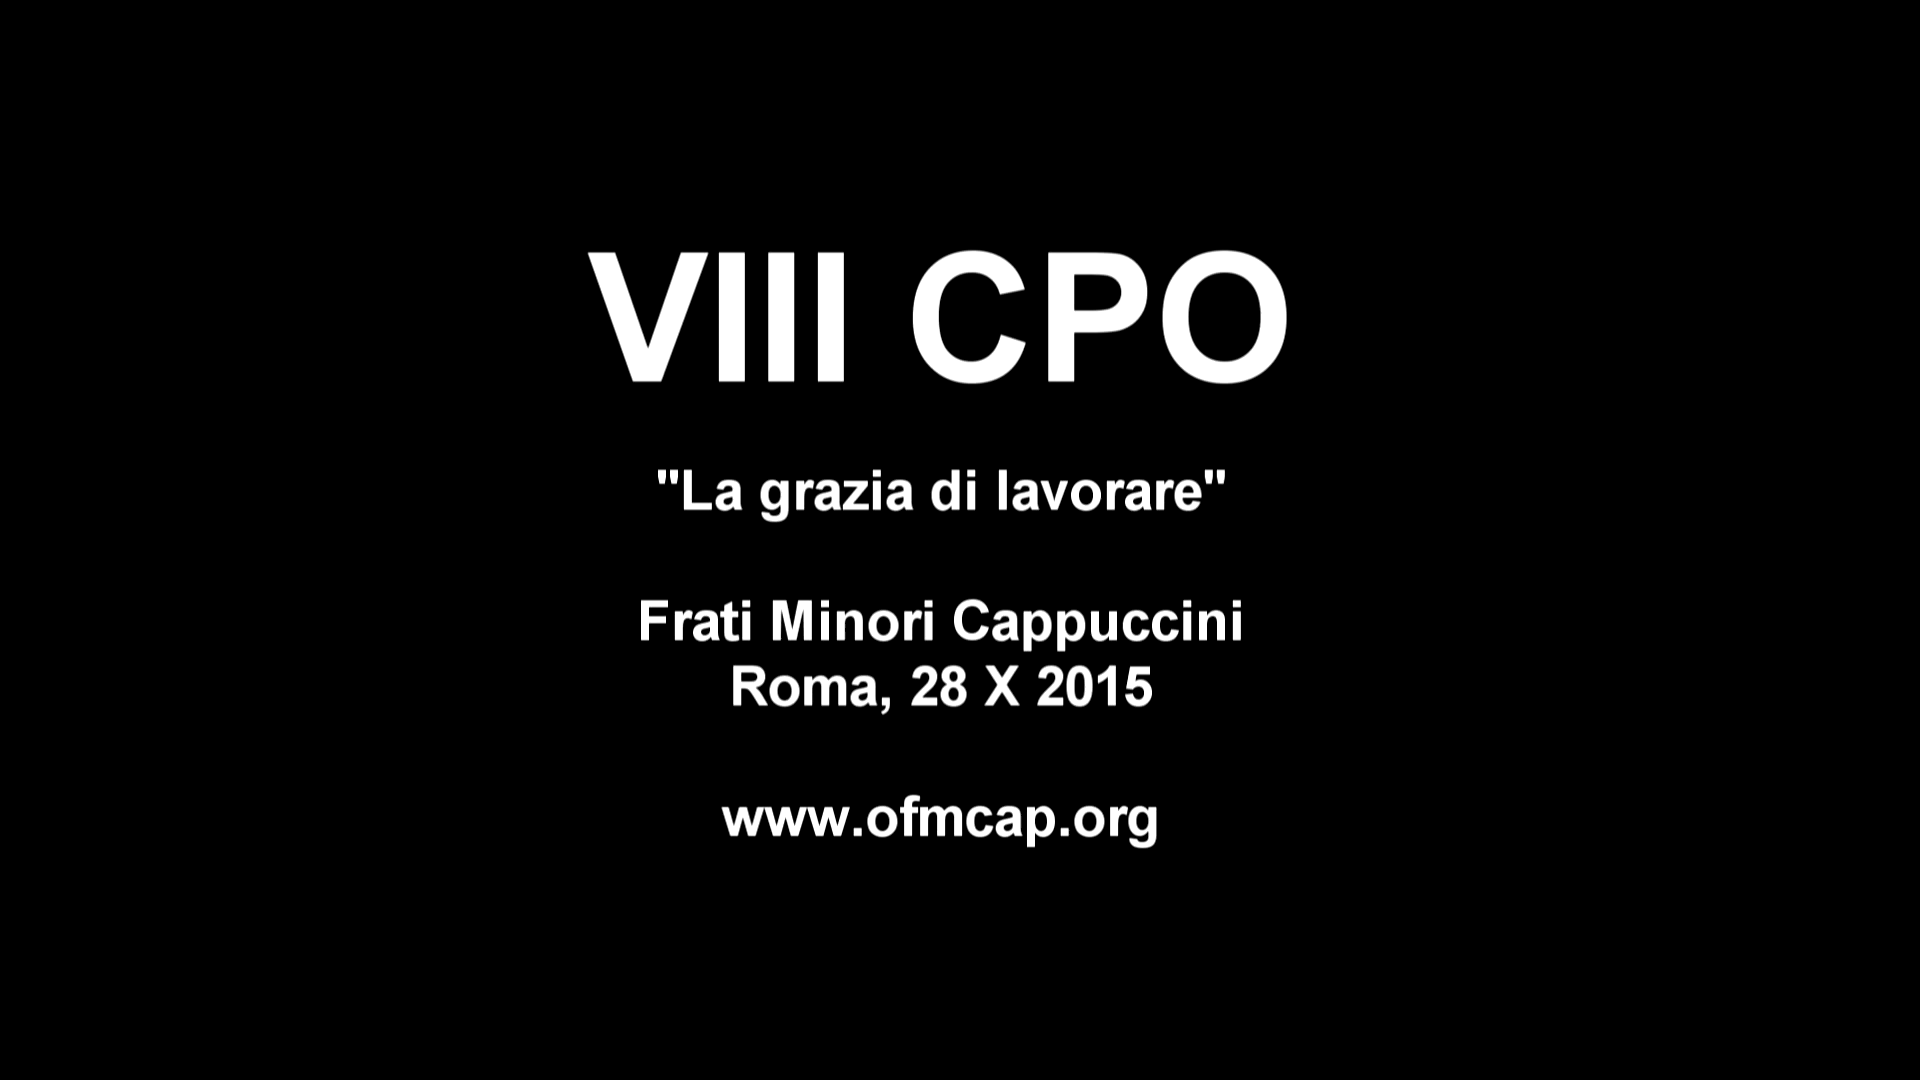 VIII CPO
"La grazia di lavorare"
Frati Minori Cappuccini
Roma, 28 X 2015
www.ofmcap.org